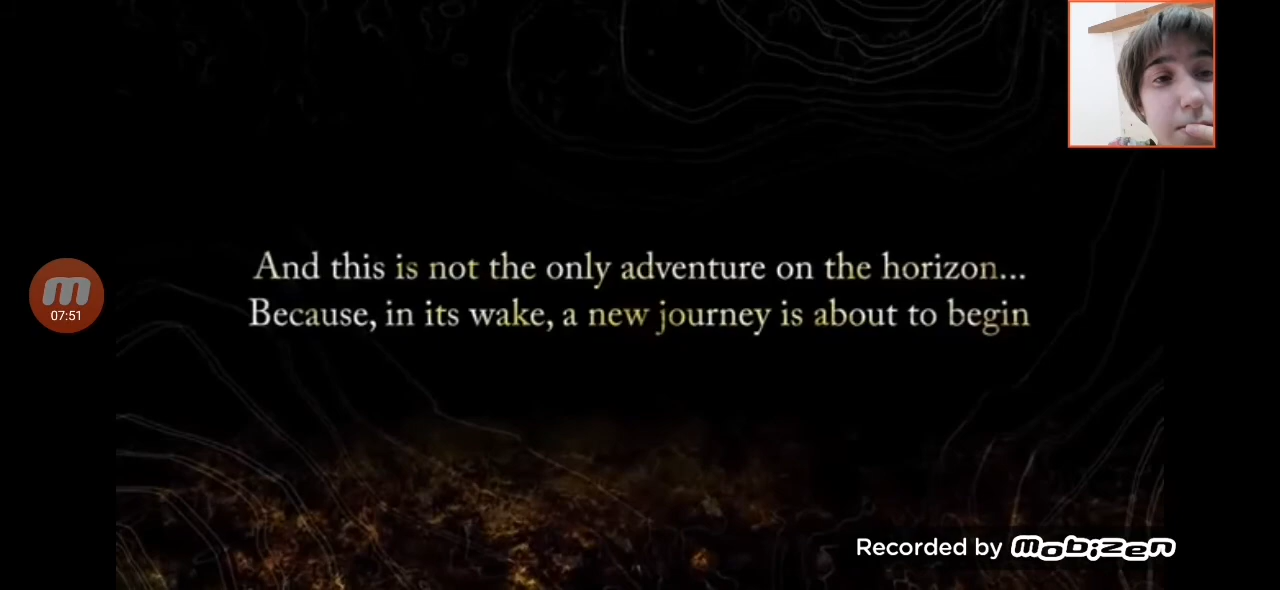 And this is not the only adventure on the horizon...
Because, in its wake, a new journey is about to begin
07:51
Recorded by mobizen